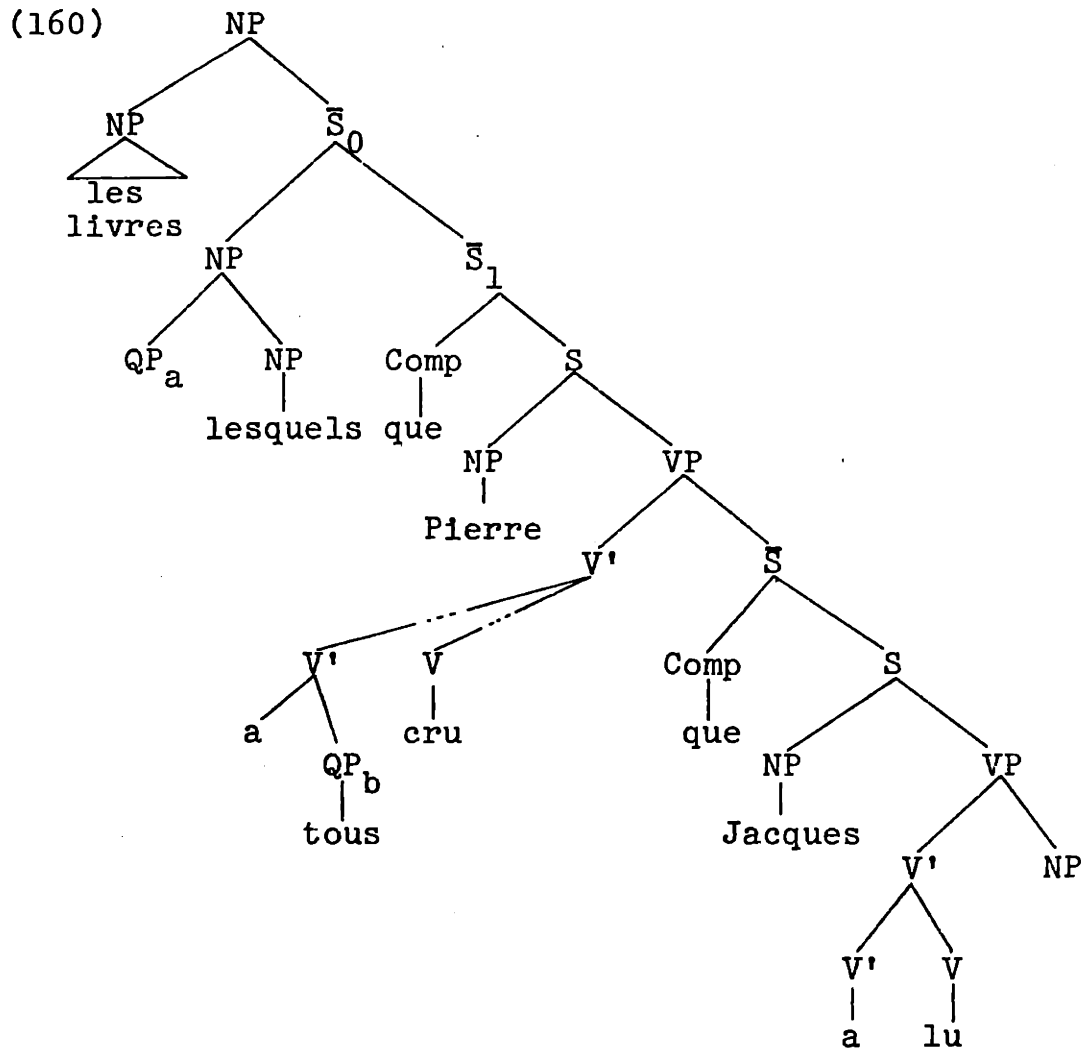 (160) NP
NP S̄0
les
livres
NP S̄1
QPa NP Comp S
lesquels que
NP VP
Pierre
V' S̄
V' V Comp S
a cru que
QPb NP VP
tous Jacques
V' NP
V' V
a lu